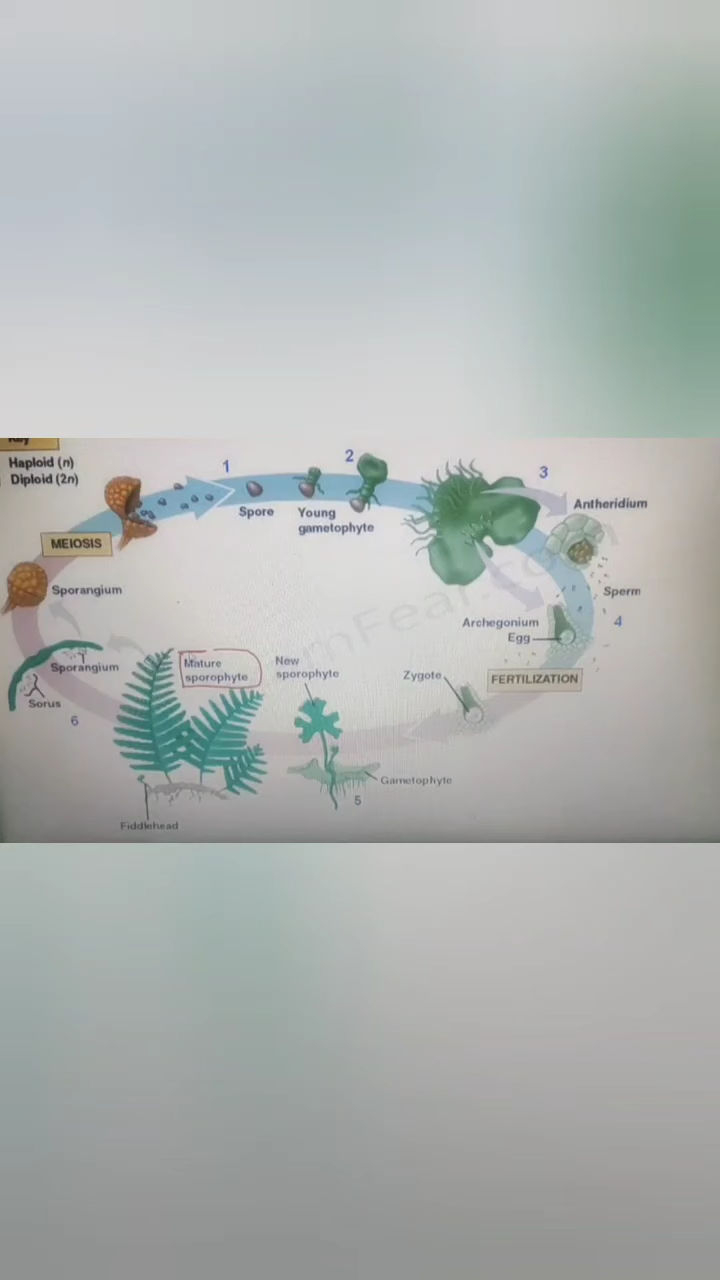 Key
Haploid (n)
Diploid (2n)
1
2
3
Spore
Young
gametophyte
Antheridium
MEIOSIS
Sporangium
Sperm
4
Archegonium
Egg
Sporangium
Sorus
6
Mature
sporophyte
New
sporophyte
Zygote
FERTILIZATION
Gametophyte
5
Fiddlehead